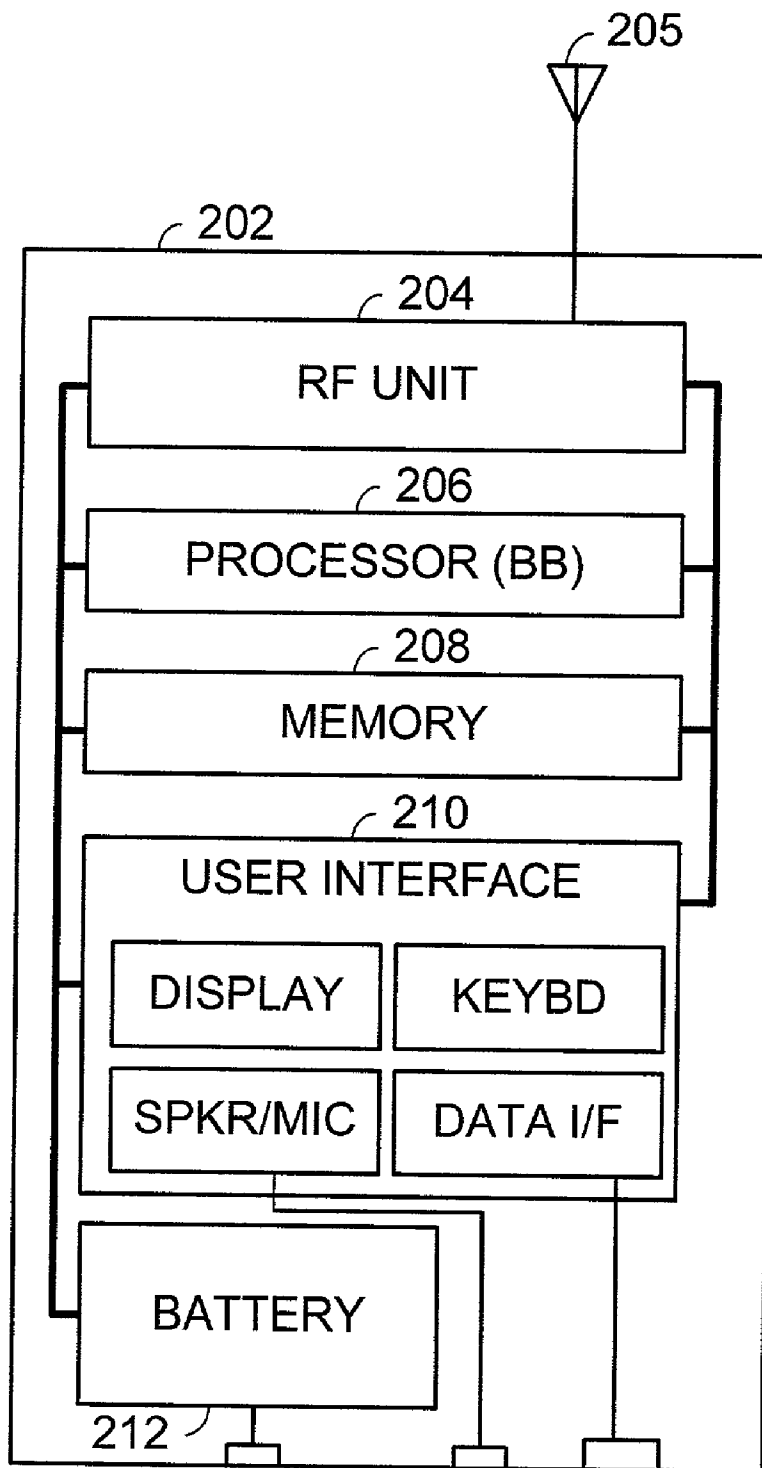 205
202
204
RF UNIT
206
PROCESSOR (BB)
208
MEMORY
210
USER INTERFACE
DISPLAY
KEYBD
SPKR/MIC
DATA I/F
BATTERY
212